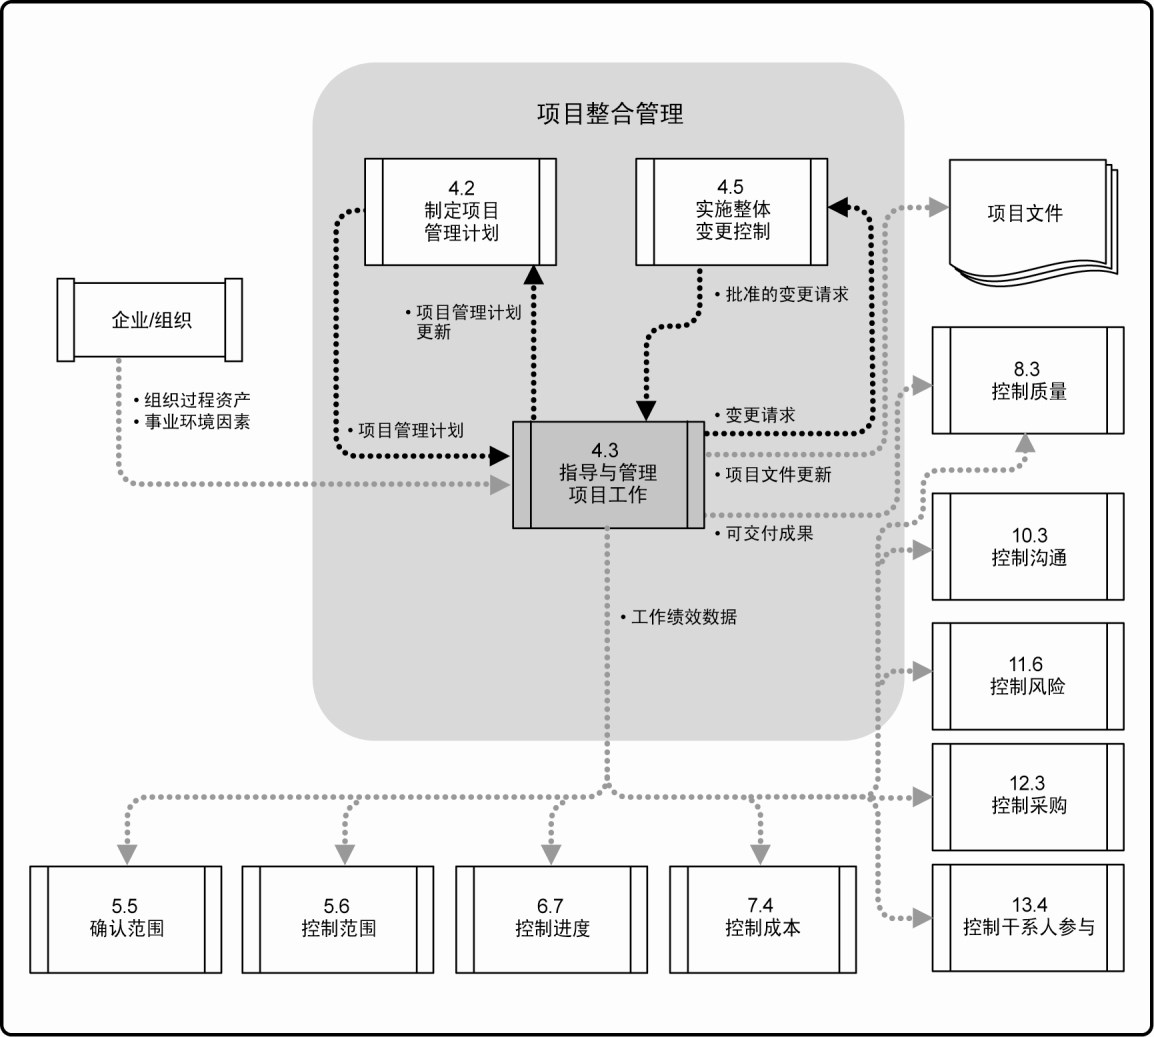 项目整合管理
4.2
制定项目
管理计划
4.5
实施整体
变更控制
项目文件
• 项目管理计划
更新
• 批准的变更请求
企业/组织
• 组织过程资产
• 事业环境因素
• 项目管理计划
• 变更请求
4.3
指导与管理
项目工作
• 项目文件更新
• 可交付成果
8.3
控制质量
10.3
控制沟通
• 工作绩效数据
11.6
控制风险
12.3
控制采购
5.5
确认范围
5.6
控制范围
6.7
控制进度
7.4
控制成本
13.4
控制干系人参与